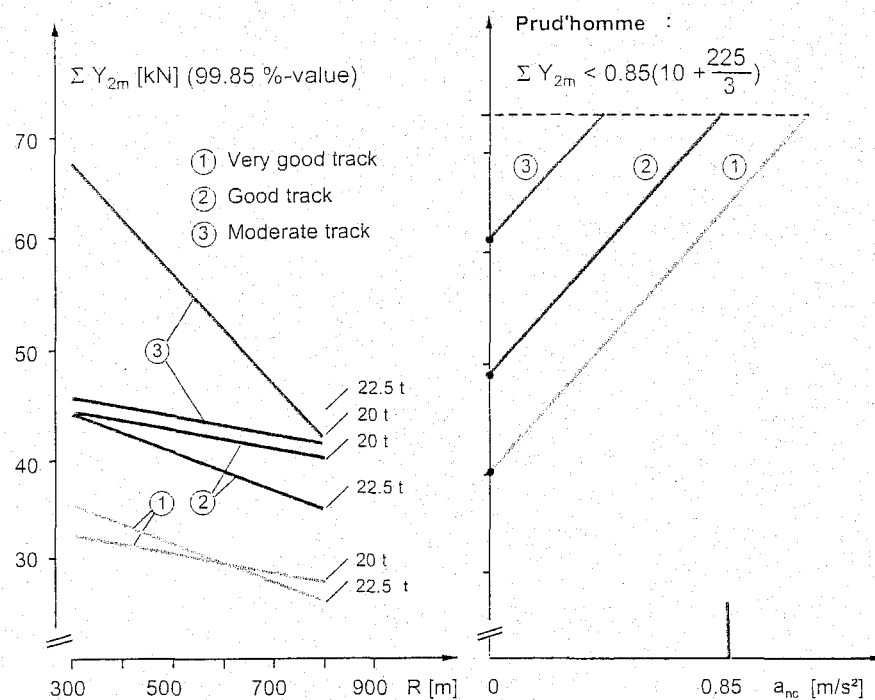 Σ Y2m [kN] (99.85 %-value)
70
60
50
40
30
① Very good track
② Good track
③ Moderate track
③
22.5 t
20 t
20 t
②
22.5 t
①
20 t
22.5 t
300 500 700 900 R [m]
Prud'homme :
Σ Y2m < 0.85(10 + 225/3)
③ ② ①
0 0.85 anc [m/s²]